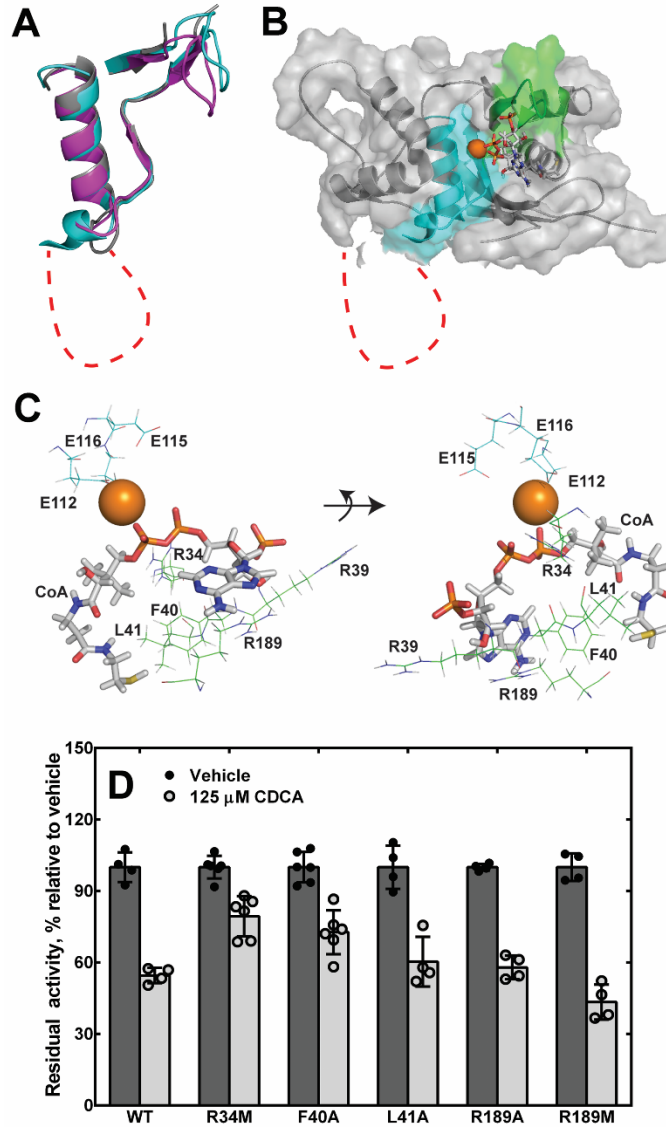 A
B
C
E116
E115
E112
R34
CoA
R39
F40
L41
R189
E116
E115
E112
CoA
R34
L41
R39
F40
R189
D
Vehicle
125 μM CDCA
Residual activity, % relative to vehicle
150
120
90
60
30
0
WT R34M F40A L41A R189A R189M